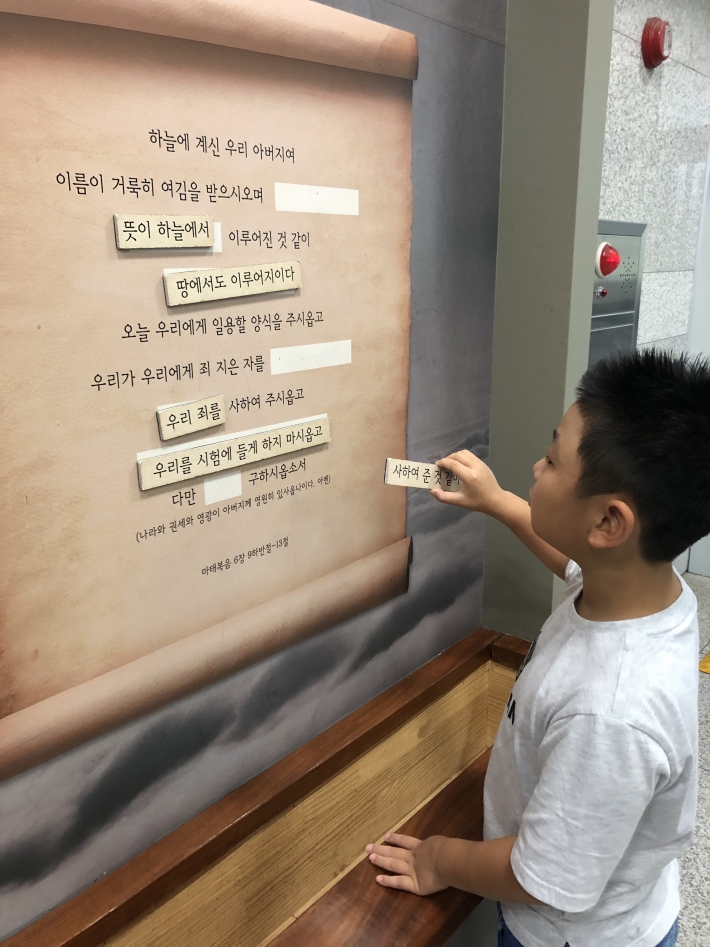 하늘에 계신 우리 아버지여
이름이 거룩히 여김을 받으시오며
뜻이 하늘에서 이루어진 것 같이
땅에서도 이루어지이다
오늘 우리에게 일용할 양식을 주시옵고
우리가 우리에게 죄 지은 자를
우리 죄를 사하여 주시옵고
우리를 시험에 들게 하지 마시옵고
다만 구하시옵소서
(나라와 권세와 영광이 아버지께 영원히 있사옵나이다. 아멘)
마태복음 6장 9하반절-13절
사하여 준 것 같이